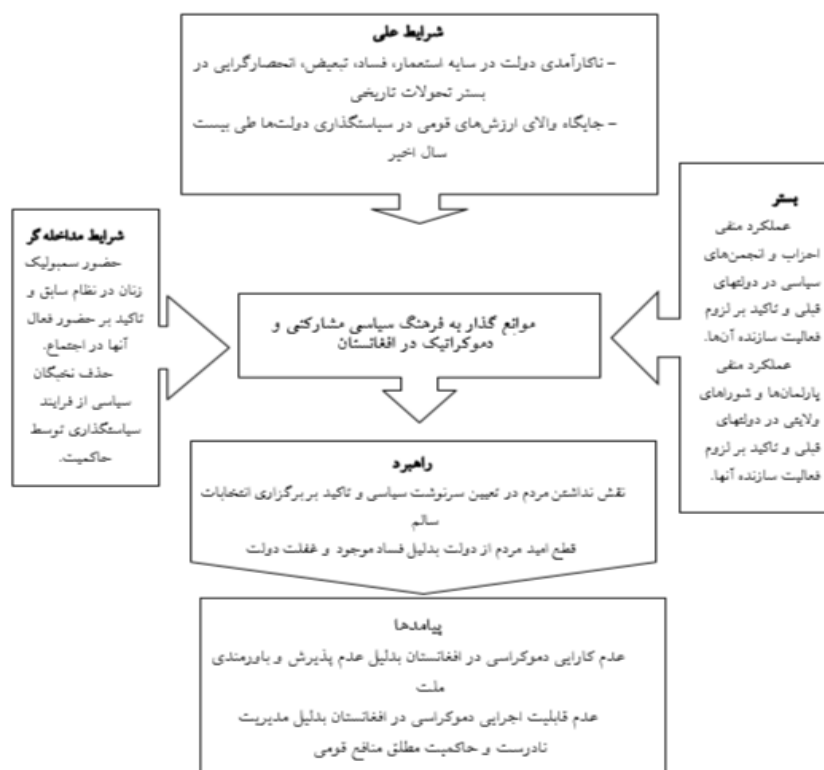 شرایط علی
- ناکارآمدی دولت در سایه استعمار، فساد، تبعیض، انحصارگرایی در
بستر تحولات تاریخی
- جایگاه والای ارزش‌های قومی در سیاستگذاری دولت‌ها طی بیست
سال اخیر
بستر
عملکرد منفی
احزاب و انجمن‌های
سیاسی در دولتهای
قبلی و تاکید بر لزوم
فعالیت سازنده آن‌ها.
عملکرد منفی
پارلمان‌ها و شوراهای
ولایتی در دولتهای
قبلی و تاکید بر لزوم
فعالیت سازنده آنها.
موانع گذار به فرهنگ سیاسی مشارکتی و
دموکراتیک در افغانستان
شرایط مداخله‌گر
حضور سمبولیک
زنان در نظام سابق و
تاکید بر حضور فعال
آنها در اجتماع.
حذف نخبگان
سیاسی از فرایند
سیاستگذاری توسط
حاکمیت.
راهبرد
نقش نداشتن مردم در تعیین سرنوشت سیاسی و تاکید بر برگزاری انتخابات
سالم
قطع امید مردم از دولت بدلیل فساد موجود و غفلت دولت
پیامدها
عدم کارایی دموکراسی در افغانستان بدلیل عدم پذیرش و باورمندی
ملت
عدم قابلیت اجرایی دموکراسی در افغانستان بدلیل مدیریت
نادرست و حاکمیت مطلق منافع قومی